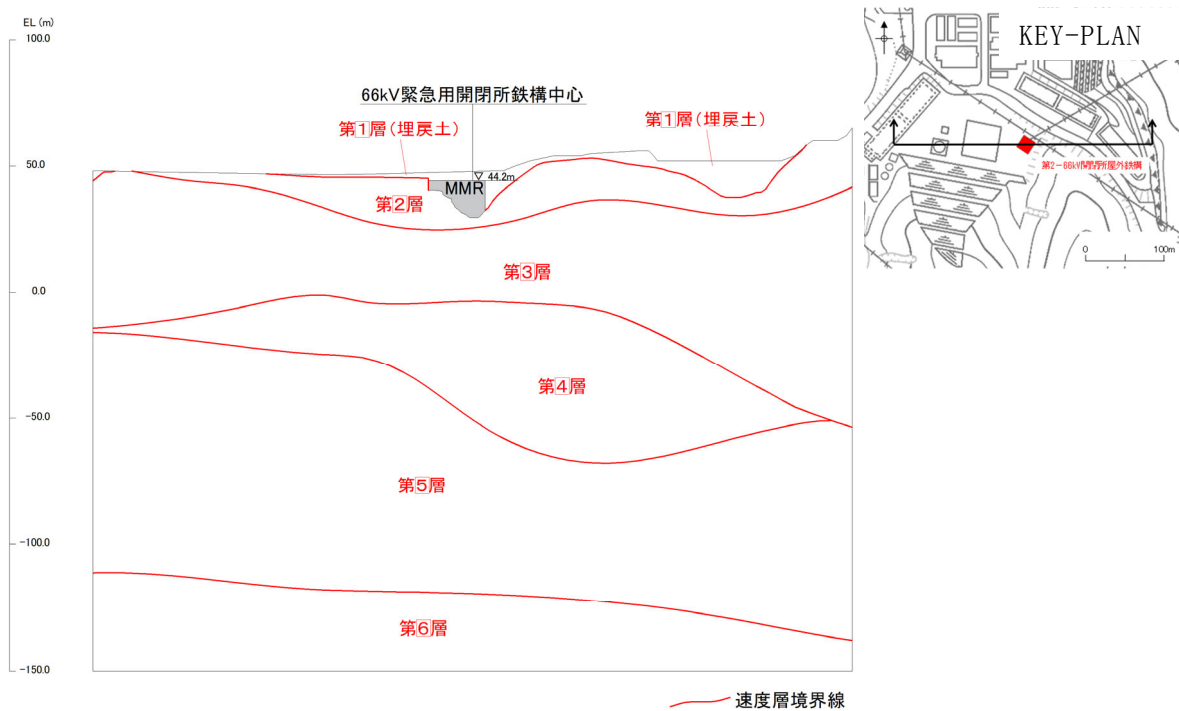 EL (m)
100.0
50.0
0.0
-50.0
-100.0
-150.0
66kV緊急用開閉所鉄構中心
第1層(埋戻土)
第1層(埋戻土)
44.2m
MMR
第2層
第3層
第4層
第5層
第6層
速度層境界線
KEY-PLAN
第2-66kV開閉所屋外鉄構
0
100m